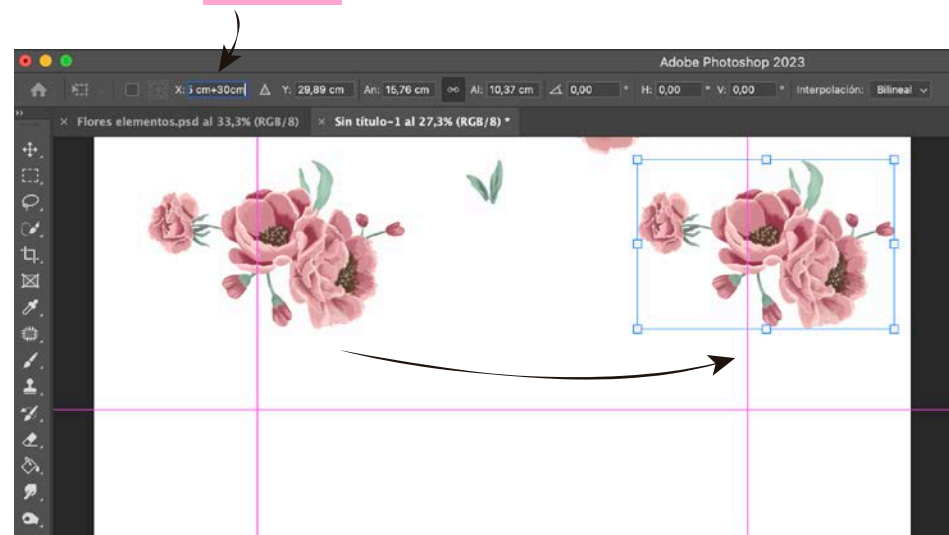 Adobe Photoshop 2023
X: 5 cm+30cm Y: 29,89 cm An: 15,76 cm Al: 10,37 cm 0,00 ° H: 0,00 ° V: 0,00 ° Interpolación: Bilineal
× Flores elementos.psd al 33,3% (RGB/8) × Sin título-1 al 27,3% (RGB/8) *